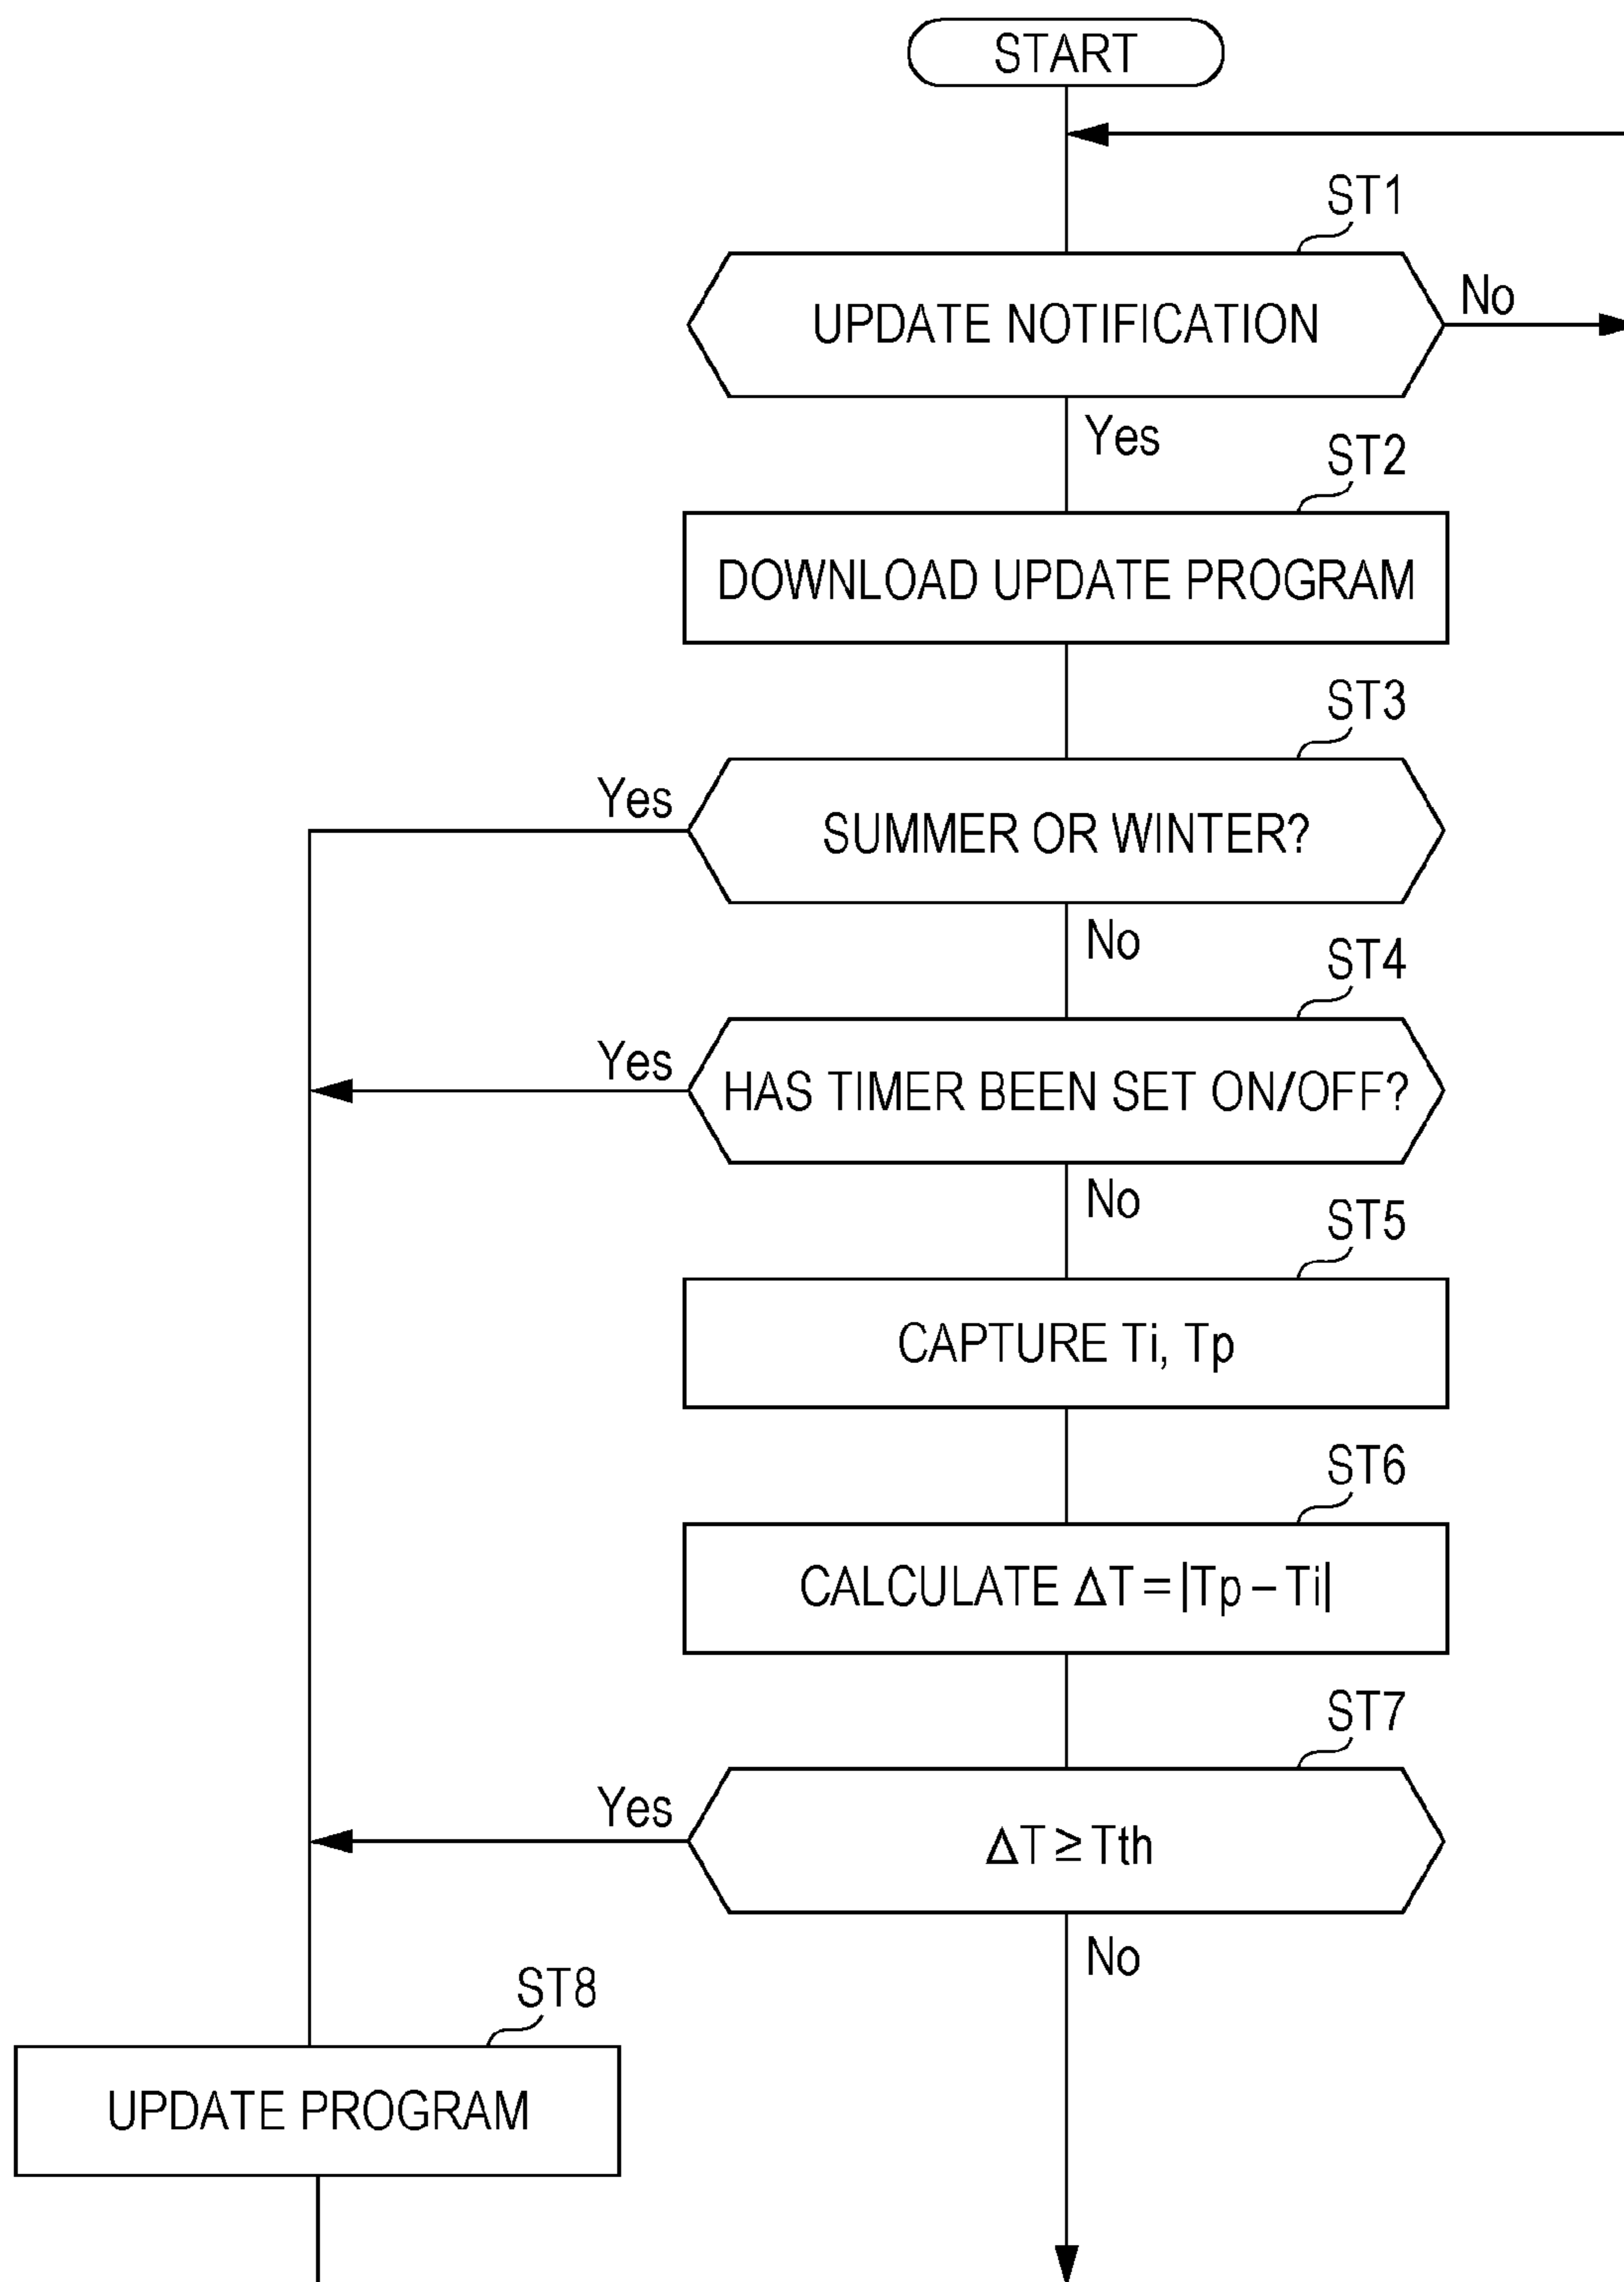 START
ST1
UPDATE NOTIFICATION
No
Yes
ST2
DOWNLOAD UPDATE PROGRAM
ST3
Yes
SUMMER OR WINTER?
No
ST4
Yes
HAS TIMER BEEN SET ON/OFF?
No
ST5
CAPTURE Ti, Tp
ST6
CALCULATE ΔT = |Tp – Ti|
ST7
Yes
ΔT ≥ Tth
No
ST8
UPDATE PROGRAM